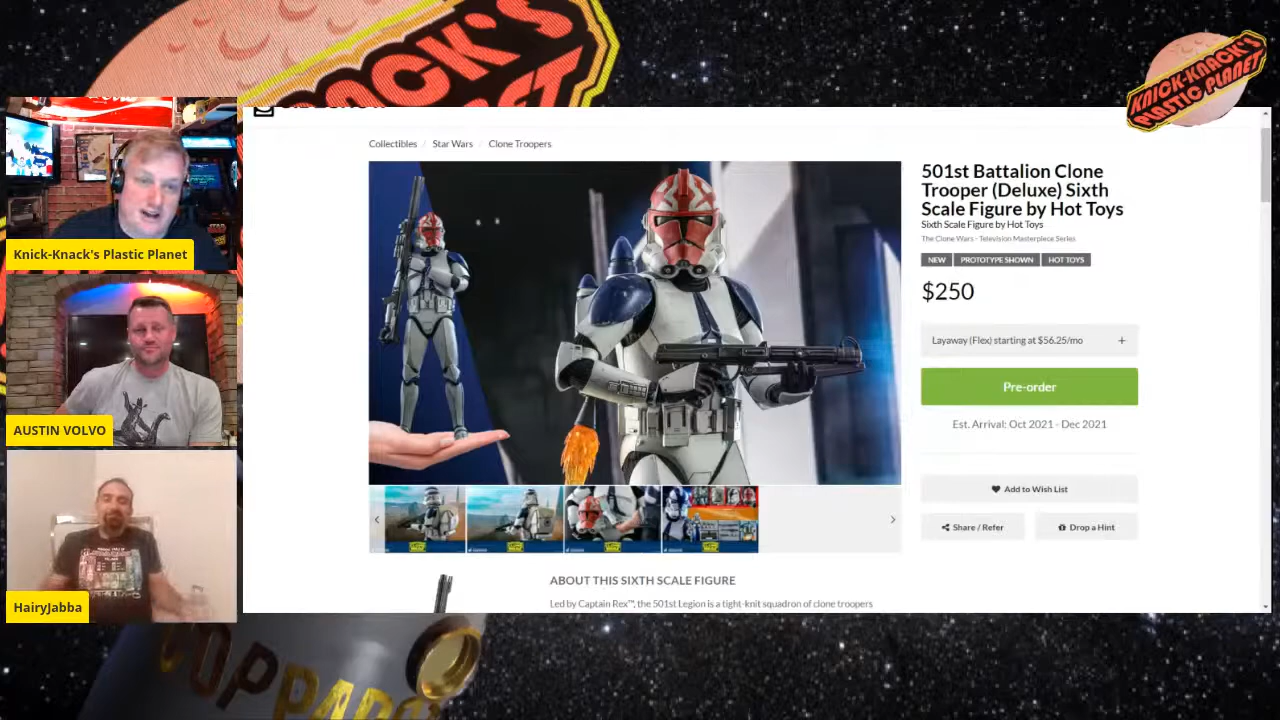 KNICK-KNACK'S
PLASTIC PLANET
Collectibles / Star Wars / Clone Troopers
501st Battalion Clone
Trooper (Deluxe) Sixth
Scale Figure by Hot Toys
Sixth Scale Figure by Hot Toys
The Clone Wars - Television Masterpiece Series
NEW
PROTOTYPE SHOWN
HOT TOYS
$250
Layaway (Flex) starting at $56.25/mo +
Pre-order
Est. Arrival: Oct 2021 - Dec 2021
Add to Wish List
Share / Refer
Drop a Hint
ABOUT THIS SIXTH SCALE FIGURE
Led by Captain Rex™, the 501st Legion is a tight-knit squadron of clone troopers
Knick-Knack's Plastic Planet
AUSTIN VOLVO
HairyJabba